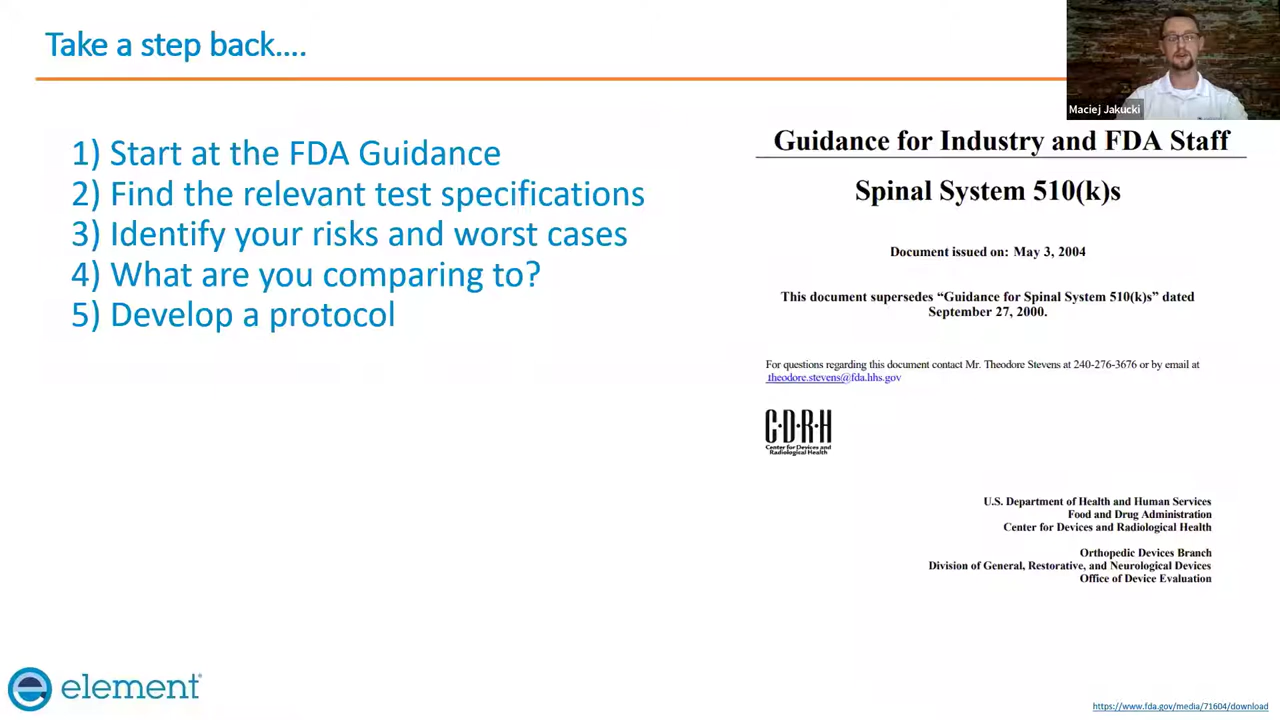 Take a step back....
Maciej Jakucki
1) Start at the FDA Guidance
2) Find the relevant test specifications
3) Identify your risks and worst cases
4) What are you comparing to?
5) Develop a protocol
Guidance for Industry and FDA Staff
Spinal System 510(k)s
Document issued on: May 3, 2004
This document supersedes “Guidance for Spinal System 510(k)s” dated
September 27, 2000.
For questions regarding this document contact Mr. Theodore Stevens at 240-276-3676 or by email at
theodore.stevens@fda.hhs.gov
C·D·R·H
Center for Devices and
Radiological Health
U.S. Department of Health and Human Services
Food and Drug Administration
Center for Devices and Radiological Health
Orthopedic Devices Branch
Division of General, Restorative, and Neurological Devices
Office of Device Evaluation
element®
https://www.fda.gov/media/71604/download